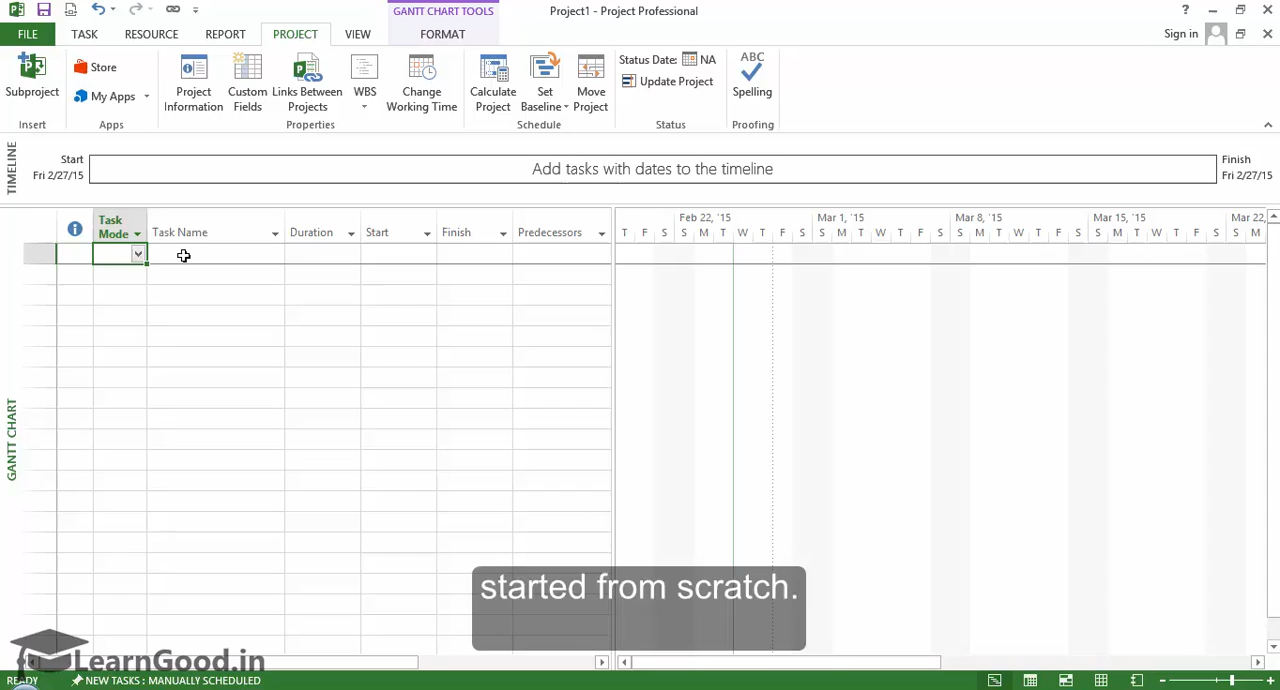 GANTT CHART TOOLS
Project1 - Project Professional
?
FILE
TASK
RESOURCE
REPORT
PROJECT
VIEW
FORMAT
Sign in
Subproject
Insert
Store
My Apps
Apps
Project
Information
Custom
Fields
Links Between
Projects
WBS
Change
Working Time
Properties
Calculate
Project
Set
Baseline
Move
Project
Schedule
Status Date:
NA
Update Project
Status
ABC
Spelling
Proofing
TIMELINE
Start
Fri 2/27/15
Add tasks with dates to the timeline
Finish
Fri 2/27/15
Task
Mode
Task Name
Duration
Start
Finish
Predecessors
Feb 22, '15
Mar 1, '15
Mar 8, '15
Mar 15, '15
Mar 22,
T F S S M T W T F S S M T W T F S S M T W T F S S M T W T F S S M
GANTT CHART
started from scratch.
LearnGood.in
READY
NEW TASKS : MANUALLY SCHEDULED